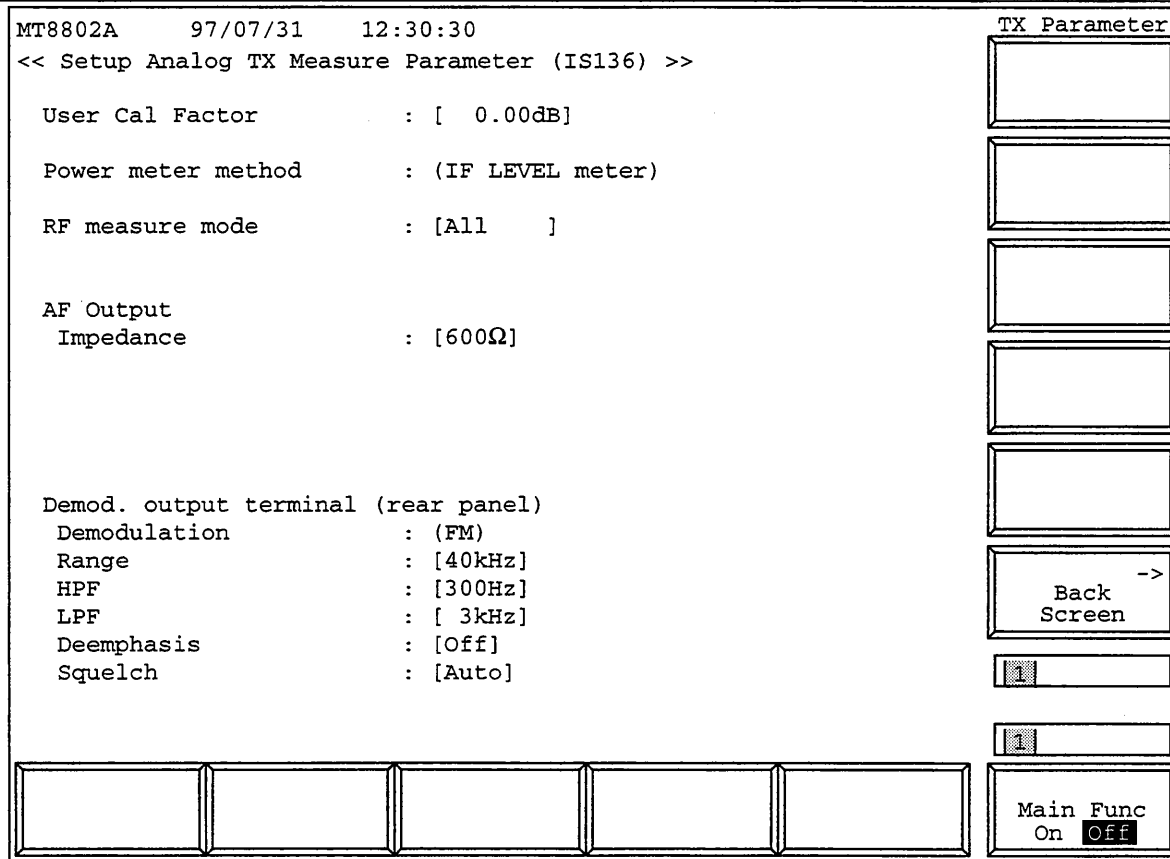 MT8802A 97/07/31 12:30:30
<< Setup Analog TX Measure Parameter (IS136) >>
User Cal Factor : [ 0.00dB]
Power meter method : (IF LEVEL meter)
RF measure mode : [All ]
AF Output
Impedance : [600Ω]
Demod. output terminal (rear panel)
Demodulation : (FM)
Range : [40kHz]
HPF : [300Hz]
LPF : [ 3kHz]
Deemphasis : [Off]
Squelch : [Auto]
TX Parameter
->
Back
Screen
1
1
Main Func
On Off